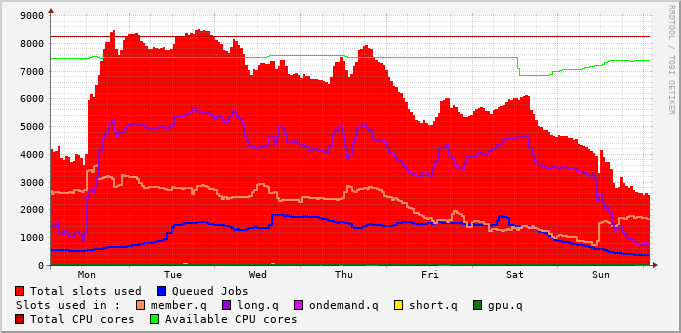 RRDTOOL / TOBI OETIKER
9000
8000
7000
6000
5000
4000
3000
2000
1000
0
Mon Tue Wed Thu Fri Sat Sun
Total slots used Queued Jobs
Slots used in : member.q long.q ondemand.q short.q gpu.q
Total CPU cores Available CPU cores